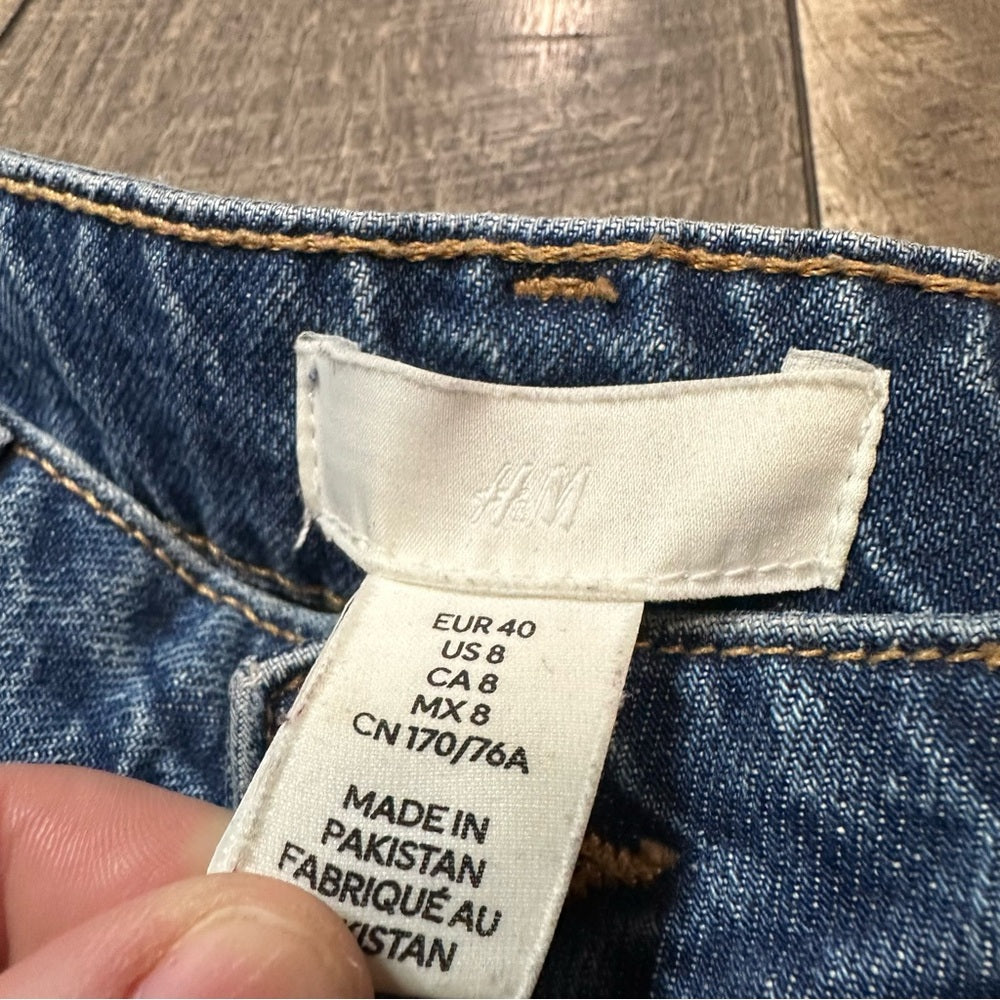 H&M
EUR 40
US 8
CA 8
MX 8
CN 170/76A
MADE IN
PAKISTAN
FABRIQUÉ AU
KISTAN